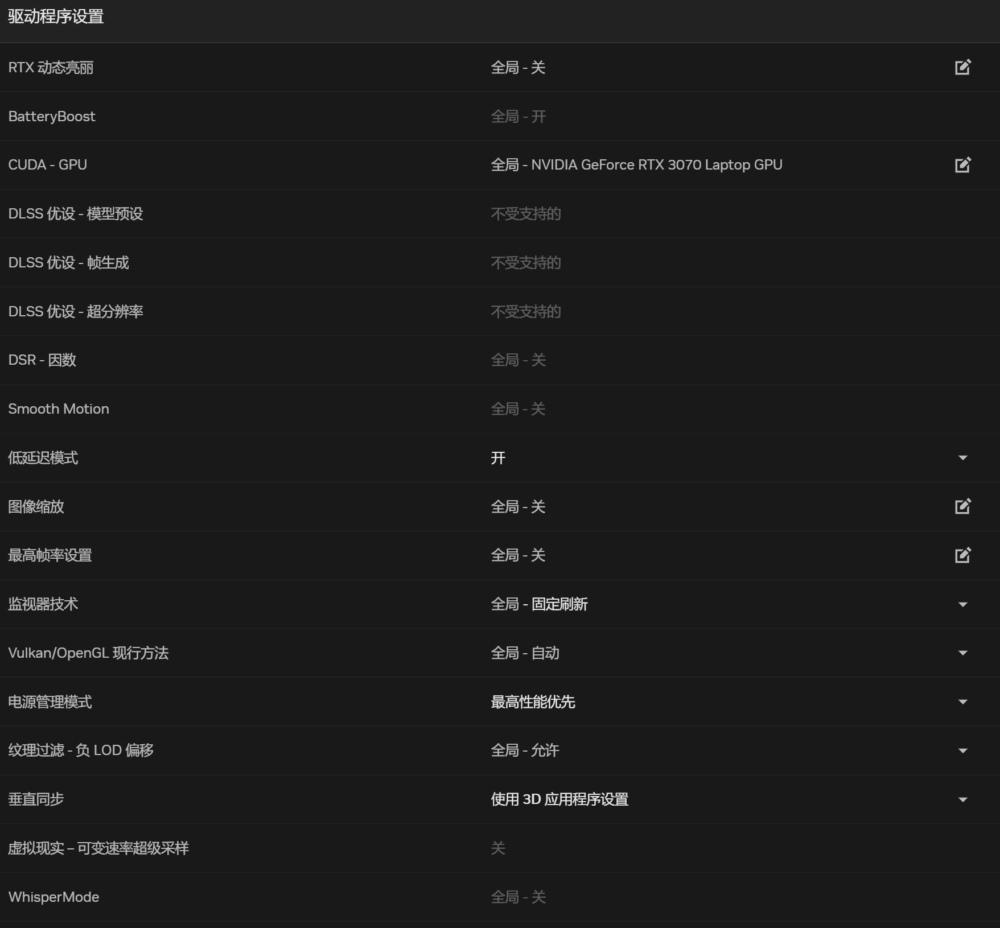 驱动程序设置
RTX 动态亮丽 全局 - 关
BatteryBoost 全局 - 开
CUDA - GPU 全局 - NVIDIA GeForce RTX 3070 Laptop GPU
DLSS 优设 - 模型预设 不受支持的
DLSS 优设 - 帧生成 不受支持的
DLSS 优设 - 超分辨率 不受支持的
DSR - 因数 全局 - 关
Smooth Motion 全局 - 关
低延迟模式 开
图像缩放 全局 - 关
最高帧率设置 全局 - 关
监视器技术 全局 - 固定刷新
Vulkan/OpenGL 现行方法 全局 - 自动
电源管理模式 最高性能优先
纹理过滤 - 负 LOD 偏移 全局 - 允许
垂直同步 使用 3D 应用程序设置
虚拟现实 – 可变速率超级采样 关
WhisperMode 全局 - 关